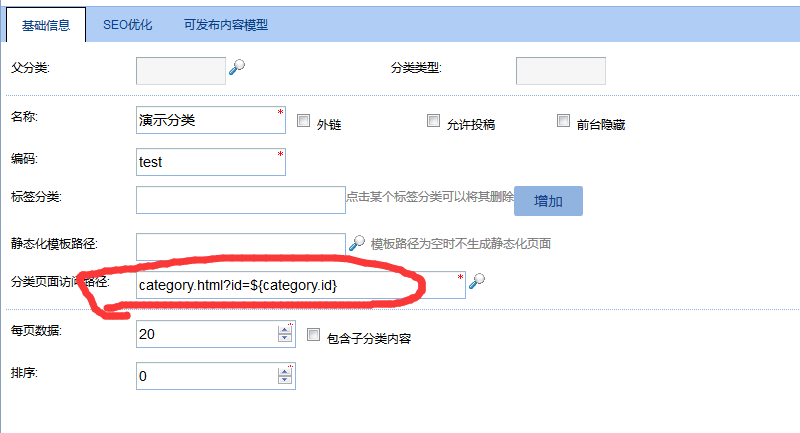 基础信息 SEO优化 可发布内容模型
父分类: 分类类型:
名称: 演示分类 * 外链 允许投稿 前台隐藏
编码: test *
标签分类: 点击某个标签分类可以将其删除 增加
静态化模板路径: 模板路径为空时不生成静态化页面
分类页面访问路径: category.html?id=${category.id} *
每页数据: 20 * 包含子分类内容
排序: 0 *